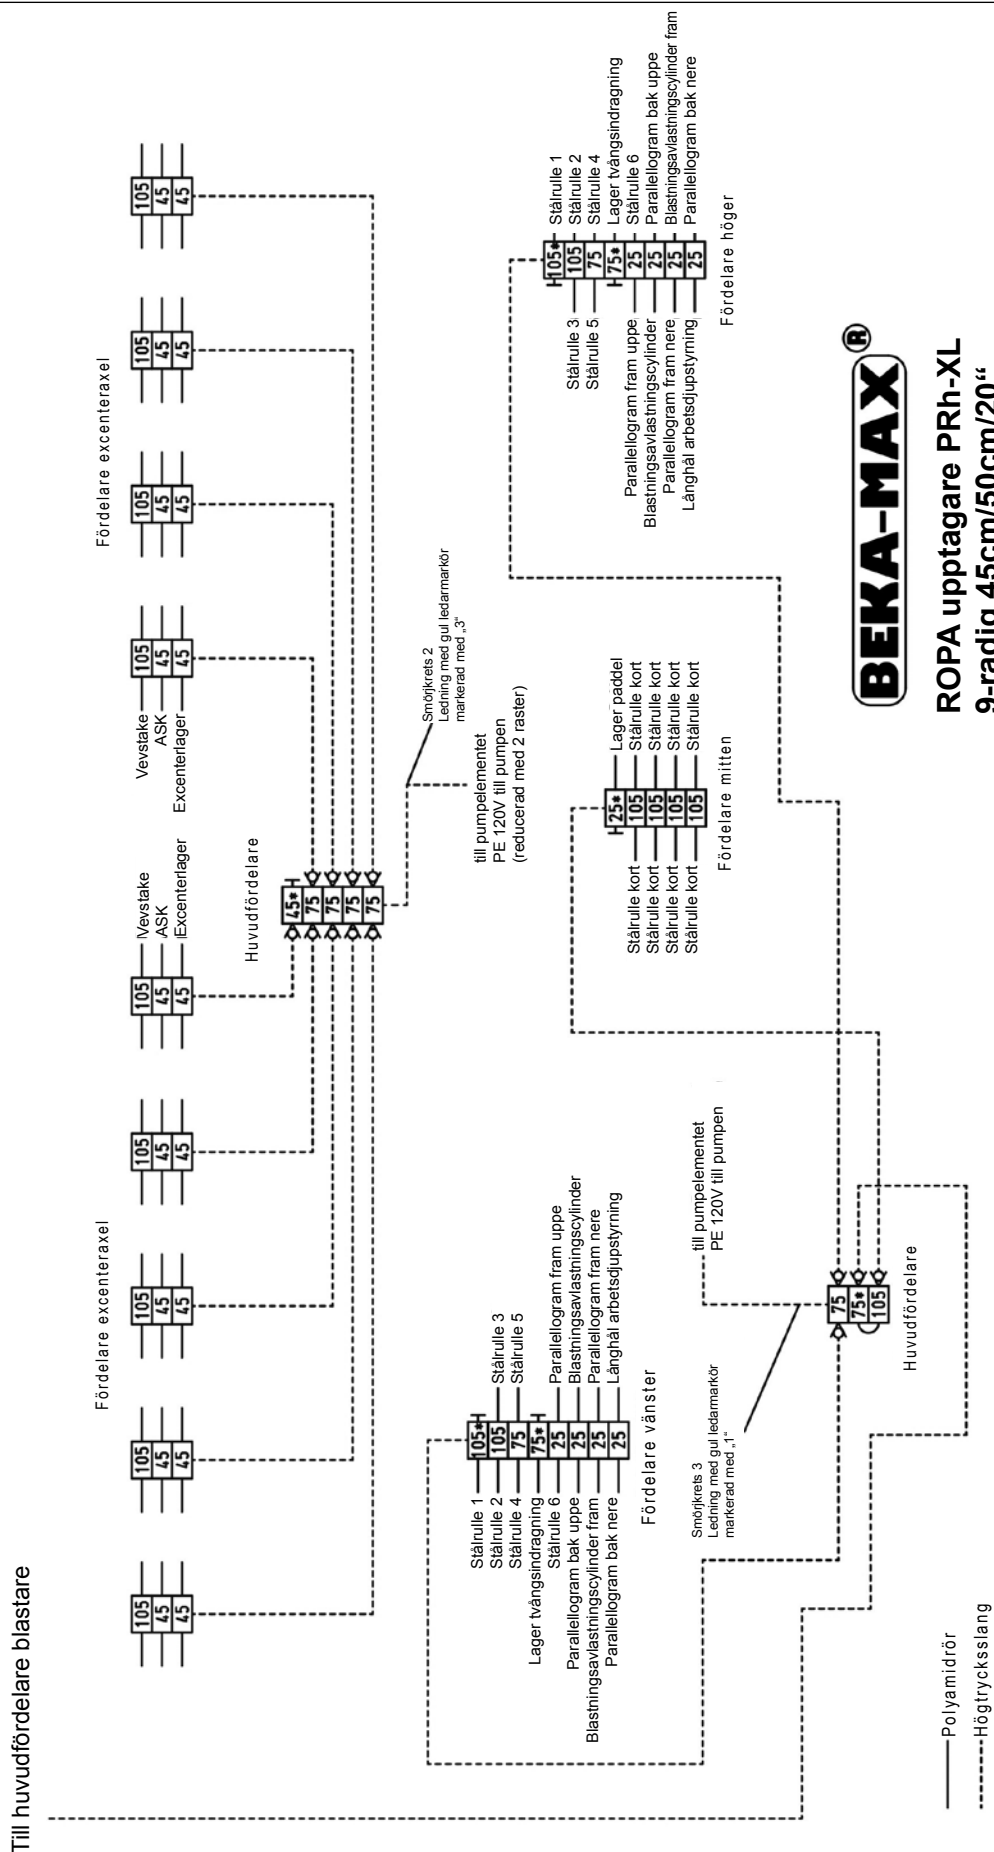 Till huvudfördelare blastare
Fördelare excenteraxel
Fördelare excenteraxel
105
45
45
105
45
45
105
45
45
105
45
45
105
45
45
Vevstake
ASK
Excenterlager
Vevstake
ASK
Excenterlager
105
45
45
105
45
45
105
45
45
105
45
45
Huvudfördelare
45*
75
75
75
75
Smörjkrets 2
Ledning med gul ledarmarkör
markerad med „3“
till pumpelementet
PE 120V till pumpen
(reducerad med 2 raster)
Stålrulle 1
Stålrulle 2
Stålrulle 4
Lager tvångsindragning
Stålrulle 6
Parallellogram bak uppe
Blastningsavlastningscylinder fram
Parallellogram bak nere
105*
105
75
75*
25
25
25
25
Stålrulle 3
Stålrulle 5
Parallellogram fram uppe
Blastningsavlastningscylinder
Parallellogram fram nere
Långhål arbetsdjupstyrning
Fördelare vänster
Smörjkrets 3
Ledning med gul ledarmarkör
markerad med „1“
till pumpelementet
PE 120V till pumpen
75
75*
105
Huvudfördelare
Stålrulle kort
Stålrulle kort
Stålrulle kort
Stålrulle kort
25*
105
105
105
105
Lager paddel
Stålrulle kort
Stålrulle kort
Stålrulle kort
Stålrulle kort
Fördelare mitten
Stålrulle 3
Stålrulle 5
Parallellogram fram uppe
Blastningsavlastningscylinder
Parallellogram fram nere
Långhål arbetsdjupstyrning
105*
105
75
75*
25
25
25
25
Stålrulle 1
Stålrulle 2
Stålrulle 4
Lager tvångsindragning
Stålrulle 6
Parallellogram bak uppe
Blastningsavlastningscylinder fram
Parallellogram bak nere
Fördelare höger
Polyamidrör
Högtrycksslang
BEKA-MAX®
ROPA upptagare PRh-XL
9-radig 45cm/50cm/20“